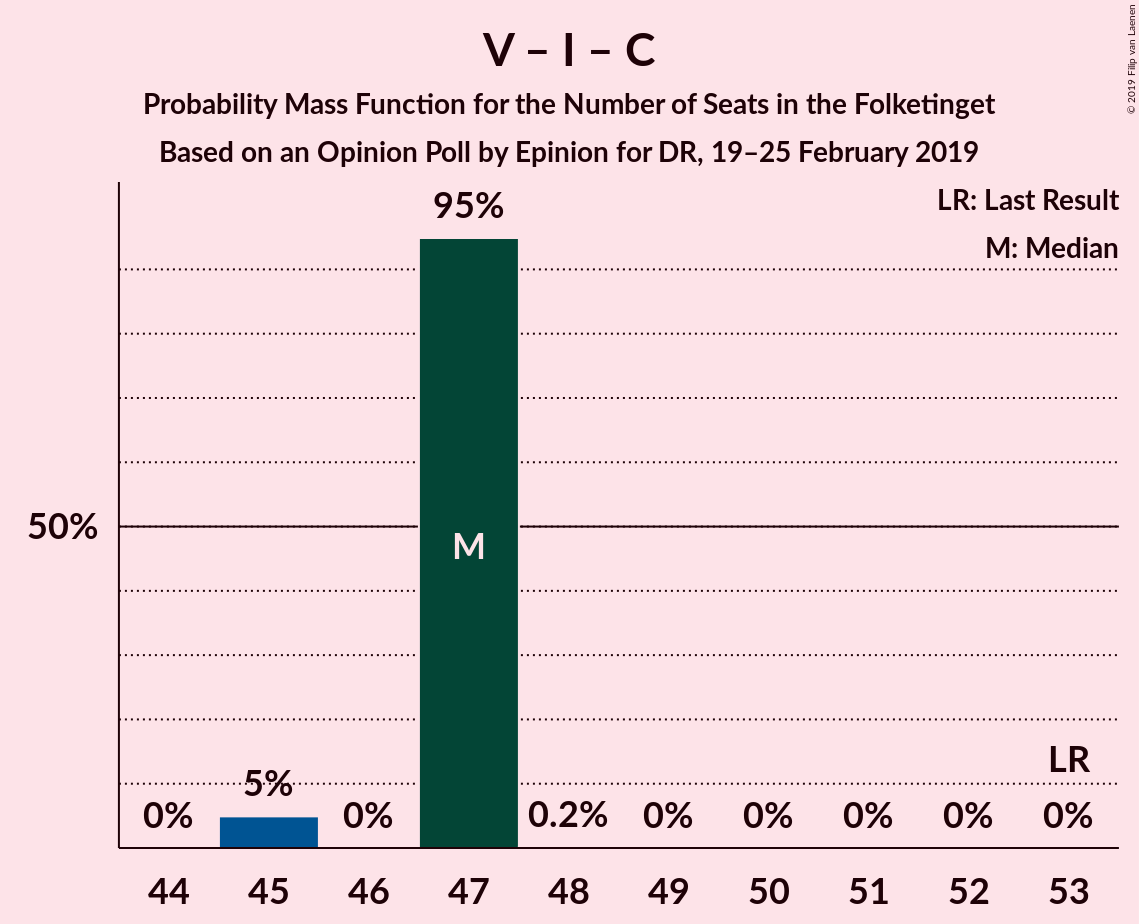 V – I – C
Probability Mass Function for the Number of Seats in the Folketinget
Based on an Opinion Poll by Epinion for DR, 19–25 February 2019
© 2019 Filip van Laenen
LR: Last Result
M: Median
95%
50%
M
LR
0%
5%
0%
0.2%
0%
0%
0%
0%
0%
44
45
46
47
48
49
50
51
52
53